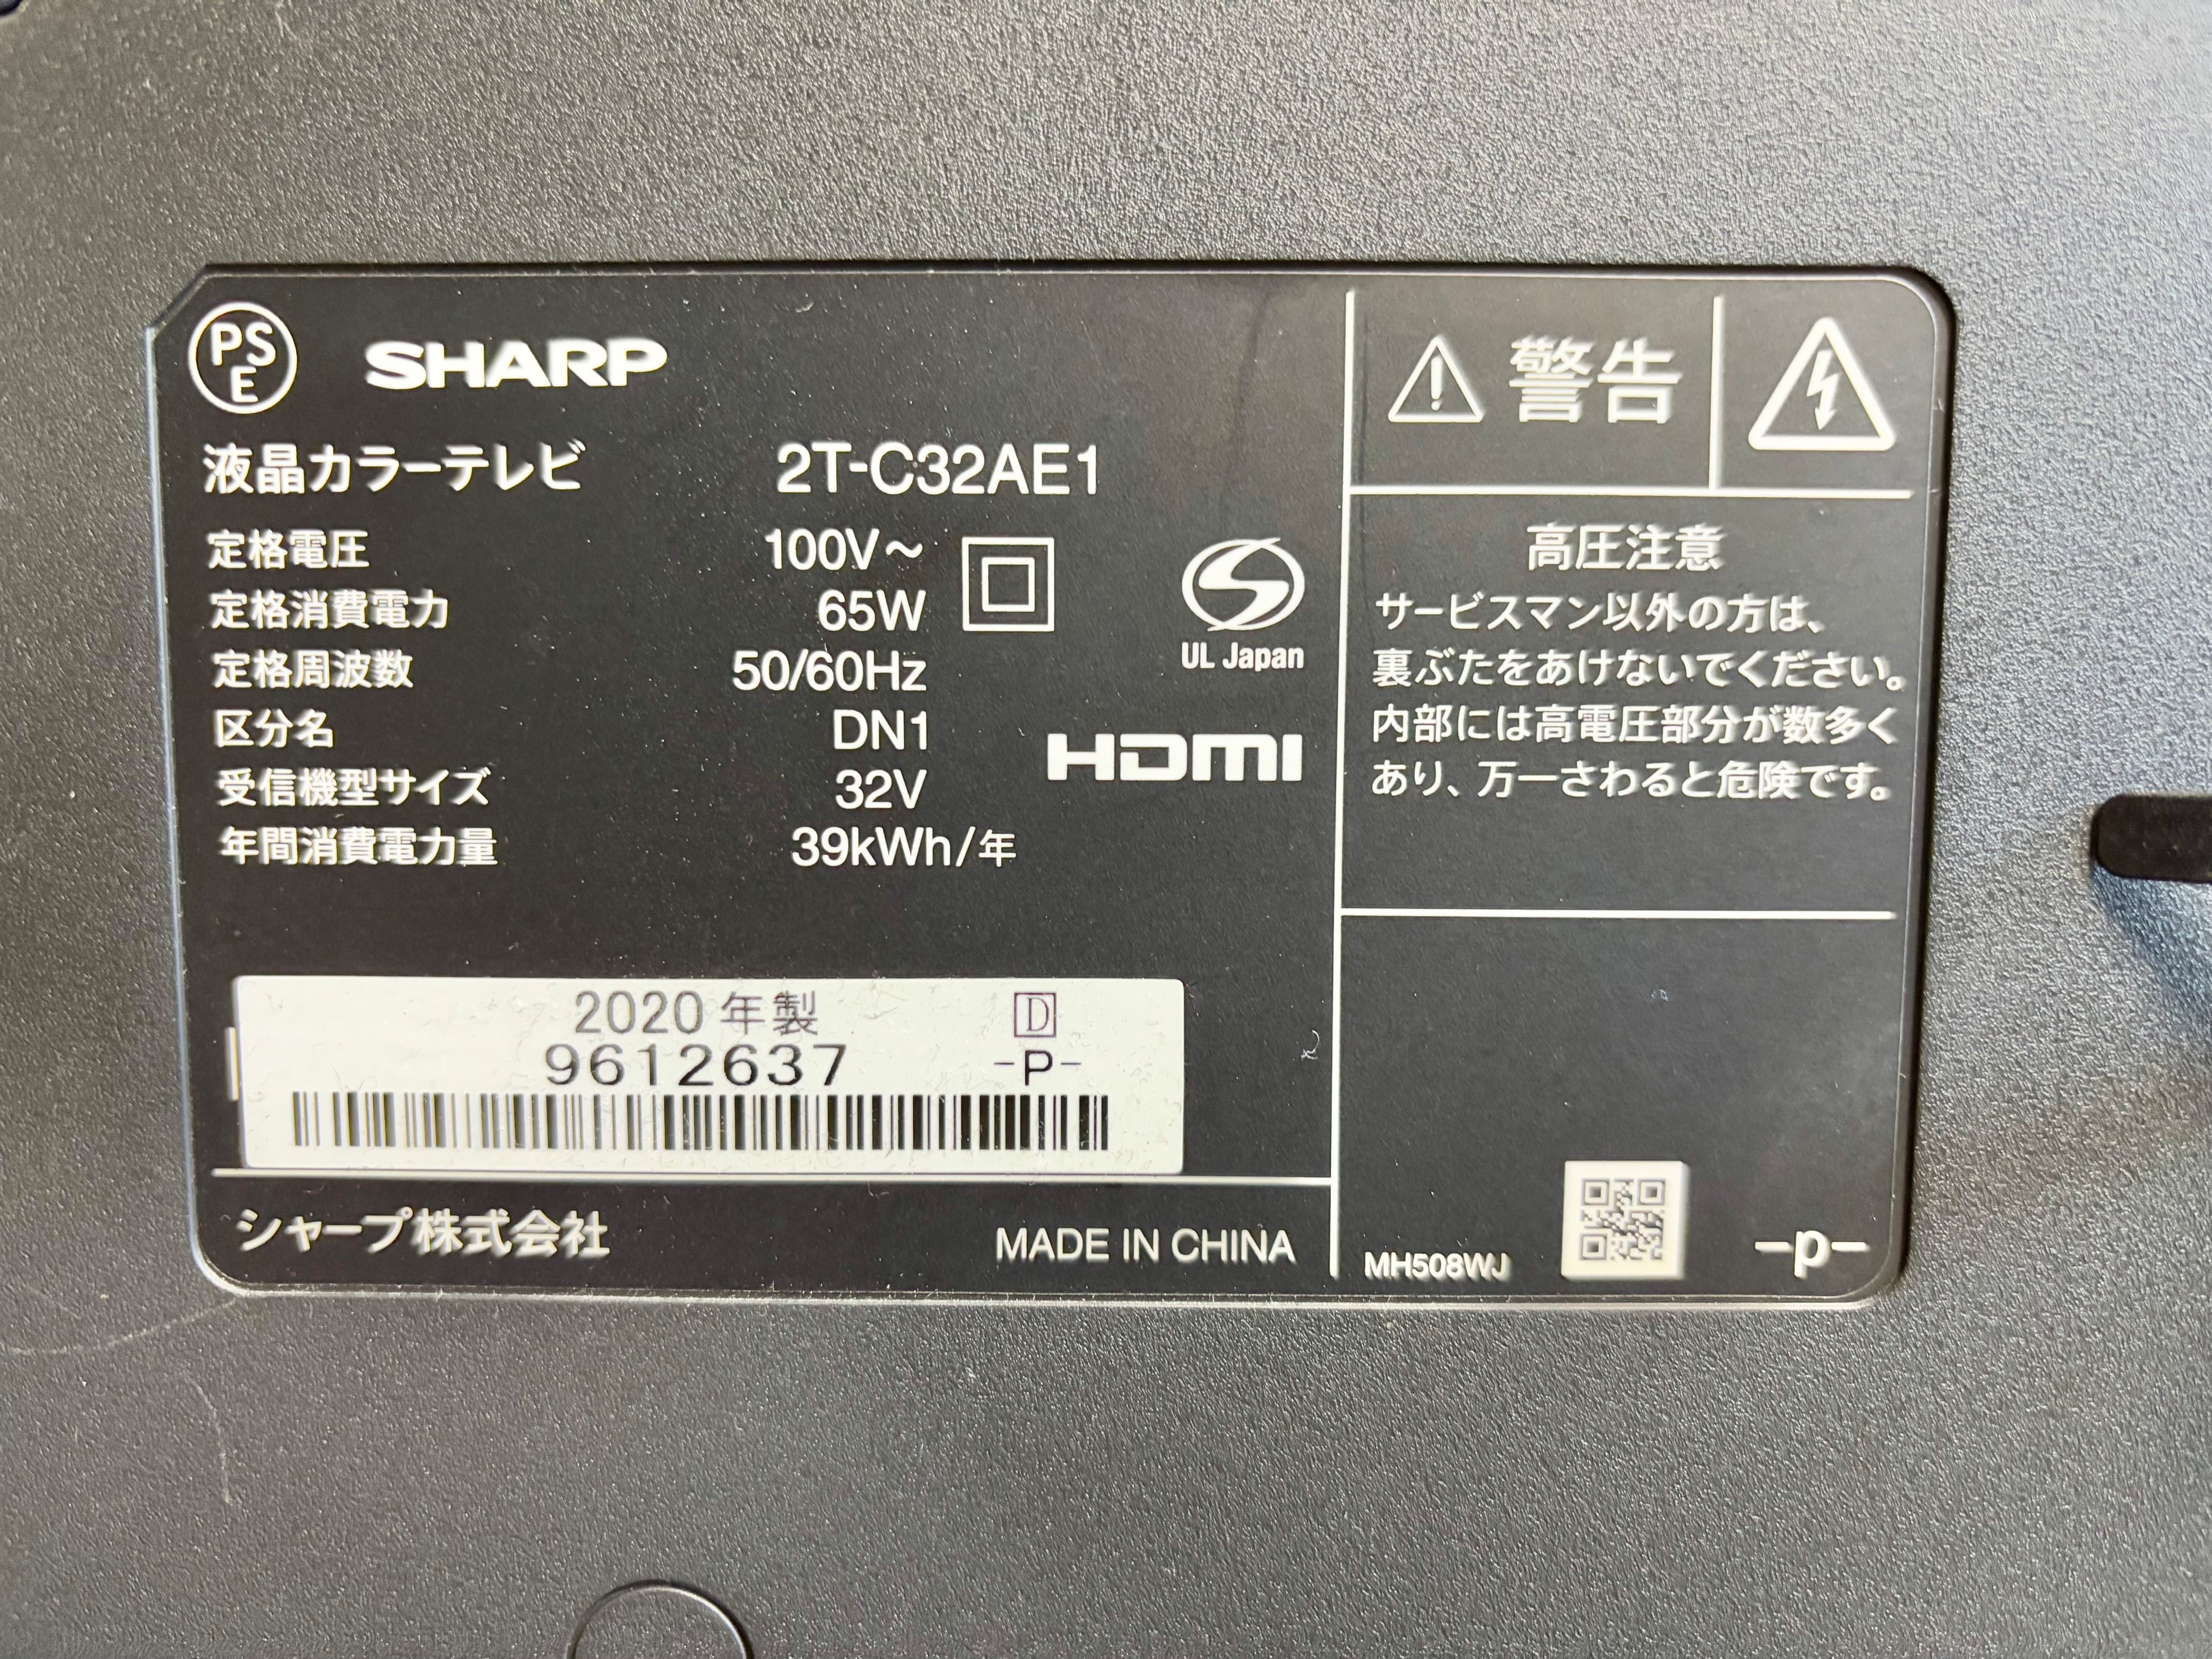 PS
E
SHARP
液晶カラーテレビ 2T-C32AE1
定格電圧 100V～
定格消費電力 65W
定格周波数 50/60Hz
区分名 DN1
受信機型サイズ 32V
年間消費電力量 39kWh/年
UL Japan
HDMI
2020年製 D
9612637 -P-
シャープ株式会社 MADE IN CHINA
警告
高圧注意
サービスマン以外の方は、
裏ぶたをあけないでください。
内部には高電圧部分が数多く
あり、万一さわると危険です。
MH508WJ -p-